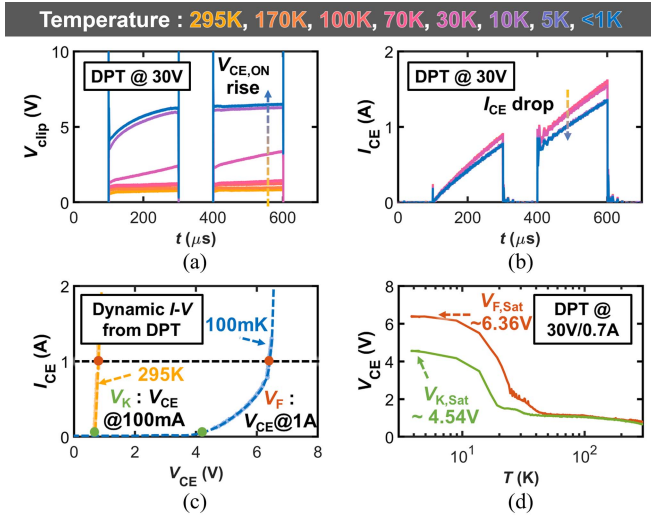 Temperature : 295K, 170K, 100K, 70K, 30K, 10K, 5K, <1K
(a)
10
DPT @ 30V
V_CE,ON
rise
5
V_clip (V)
0
0 200 400 600 800
t (μs)
(a)
(b)
3
DPT @ 30V
2
I_CE drop
I_CE (A)
1
0
0 200 400 600 800
t (μs)
(b)
2
Dynamic I-V
from DPT
100mK
I_CE (A)
1
295K
V_K : V_CE
@100mA
V_F :
V_CE@1A
0
0 2 4 6 8
V_CE (V)
(c)
8
V_F,Sat
~6.36V
DPT @
30V/0.7A
6
V_CE (V)
4
V_K,Sat
~ 4.54V
2
0
10^1 10^2
T (K)
(d)